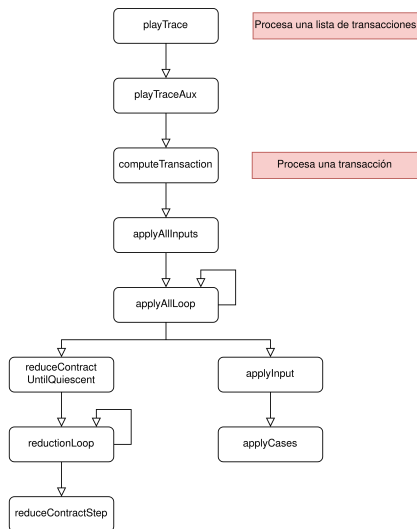 playTrace
Procesa una lista de transacciones
playTraceAux
computeTransaction
Procesa una transacción
applyAllInputs
applyAllLoop
reduceContract
UntilQuiescent
applyInput
reductionLoop
applyCases
reduceContractStep